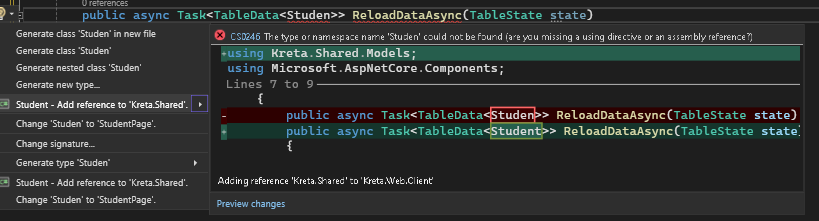 0 references
public async Task<TableData<Studen>> ReloadDataAsync(TableState state)
Generate class 'Studen' in new file
Generate class 'Studen'
Generate nested class 'Studen'
Generate new type...
Student - Add reference to 'Kreta.Shared'.
Change 'Studen' to 'StudentPage'.
Change signature...
Generate type 'Studen'
Student - Add reference to 'Kreta.Shared'.
Change 'Studen' to 'StudentPage'.
CS0246 The type or namespace name 'Studen' could not be found (are you missing a using directive or an assembly reference?)
+using Kreta.Shared.Models;
using Microsoft.AspNetCore.Components;
Lines 7 to 9
{
- public async Task<TableData<Studen>> ReloadDataAsync(TableState state)
+ public async Task<TableData<Student>> ReloadDataAsync(TableState state
{
Adding reference 'Kreta.Shared' to 'Kreta.Web.Client'
Preview changes